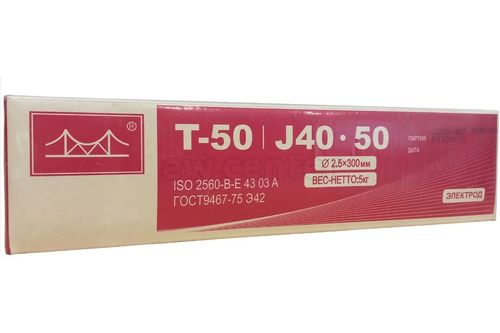 ®
T-50 | J40·50
Ø 2,5×300мм
ISO 2560-B-E 43 03 A
ВЕС-НЕТТО:5кг
ГОСТ9467-75 Э42
ПАРТИЯ:
ДАТА
ЭЛЕКТРОД